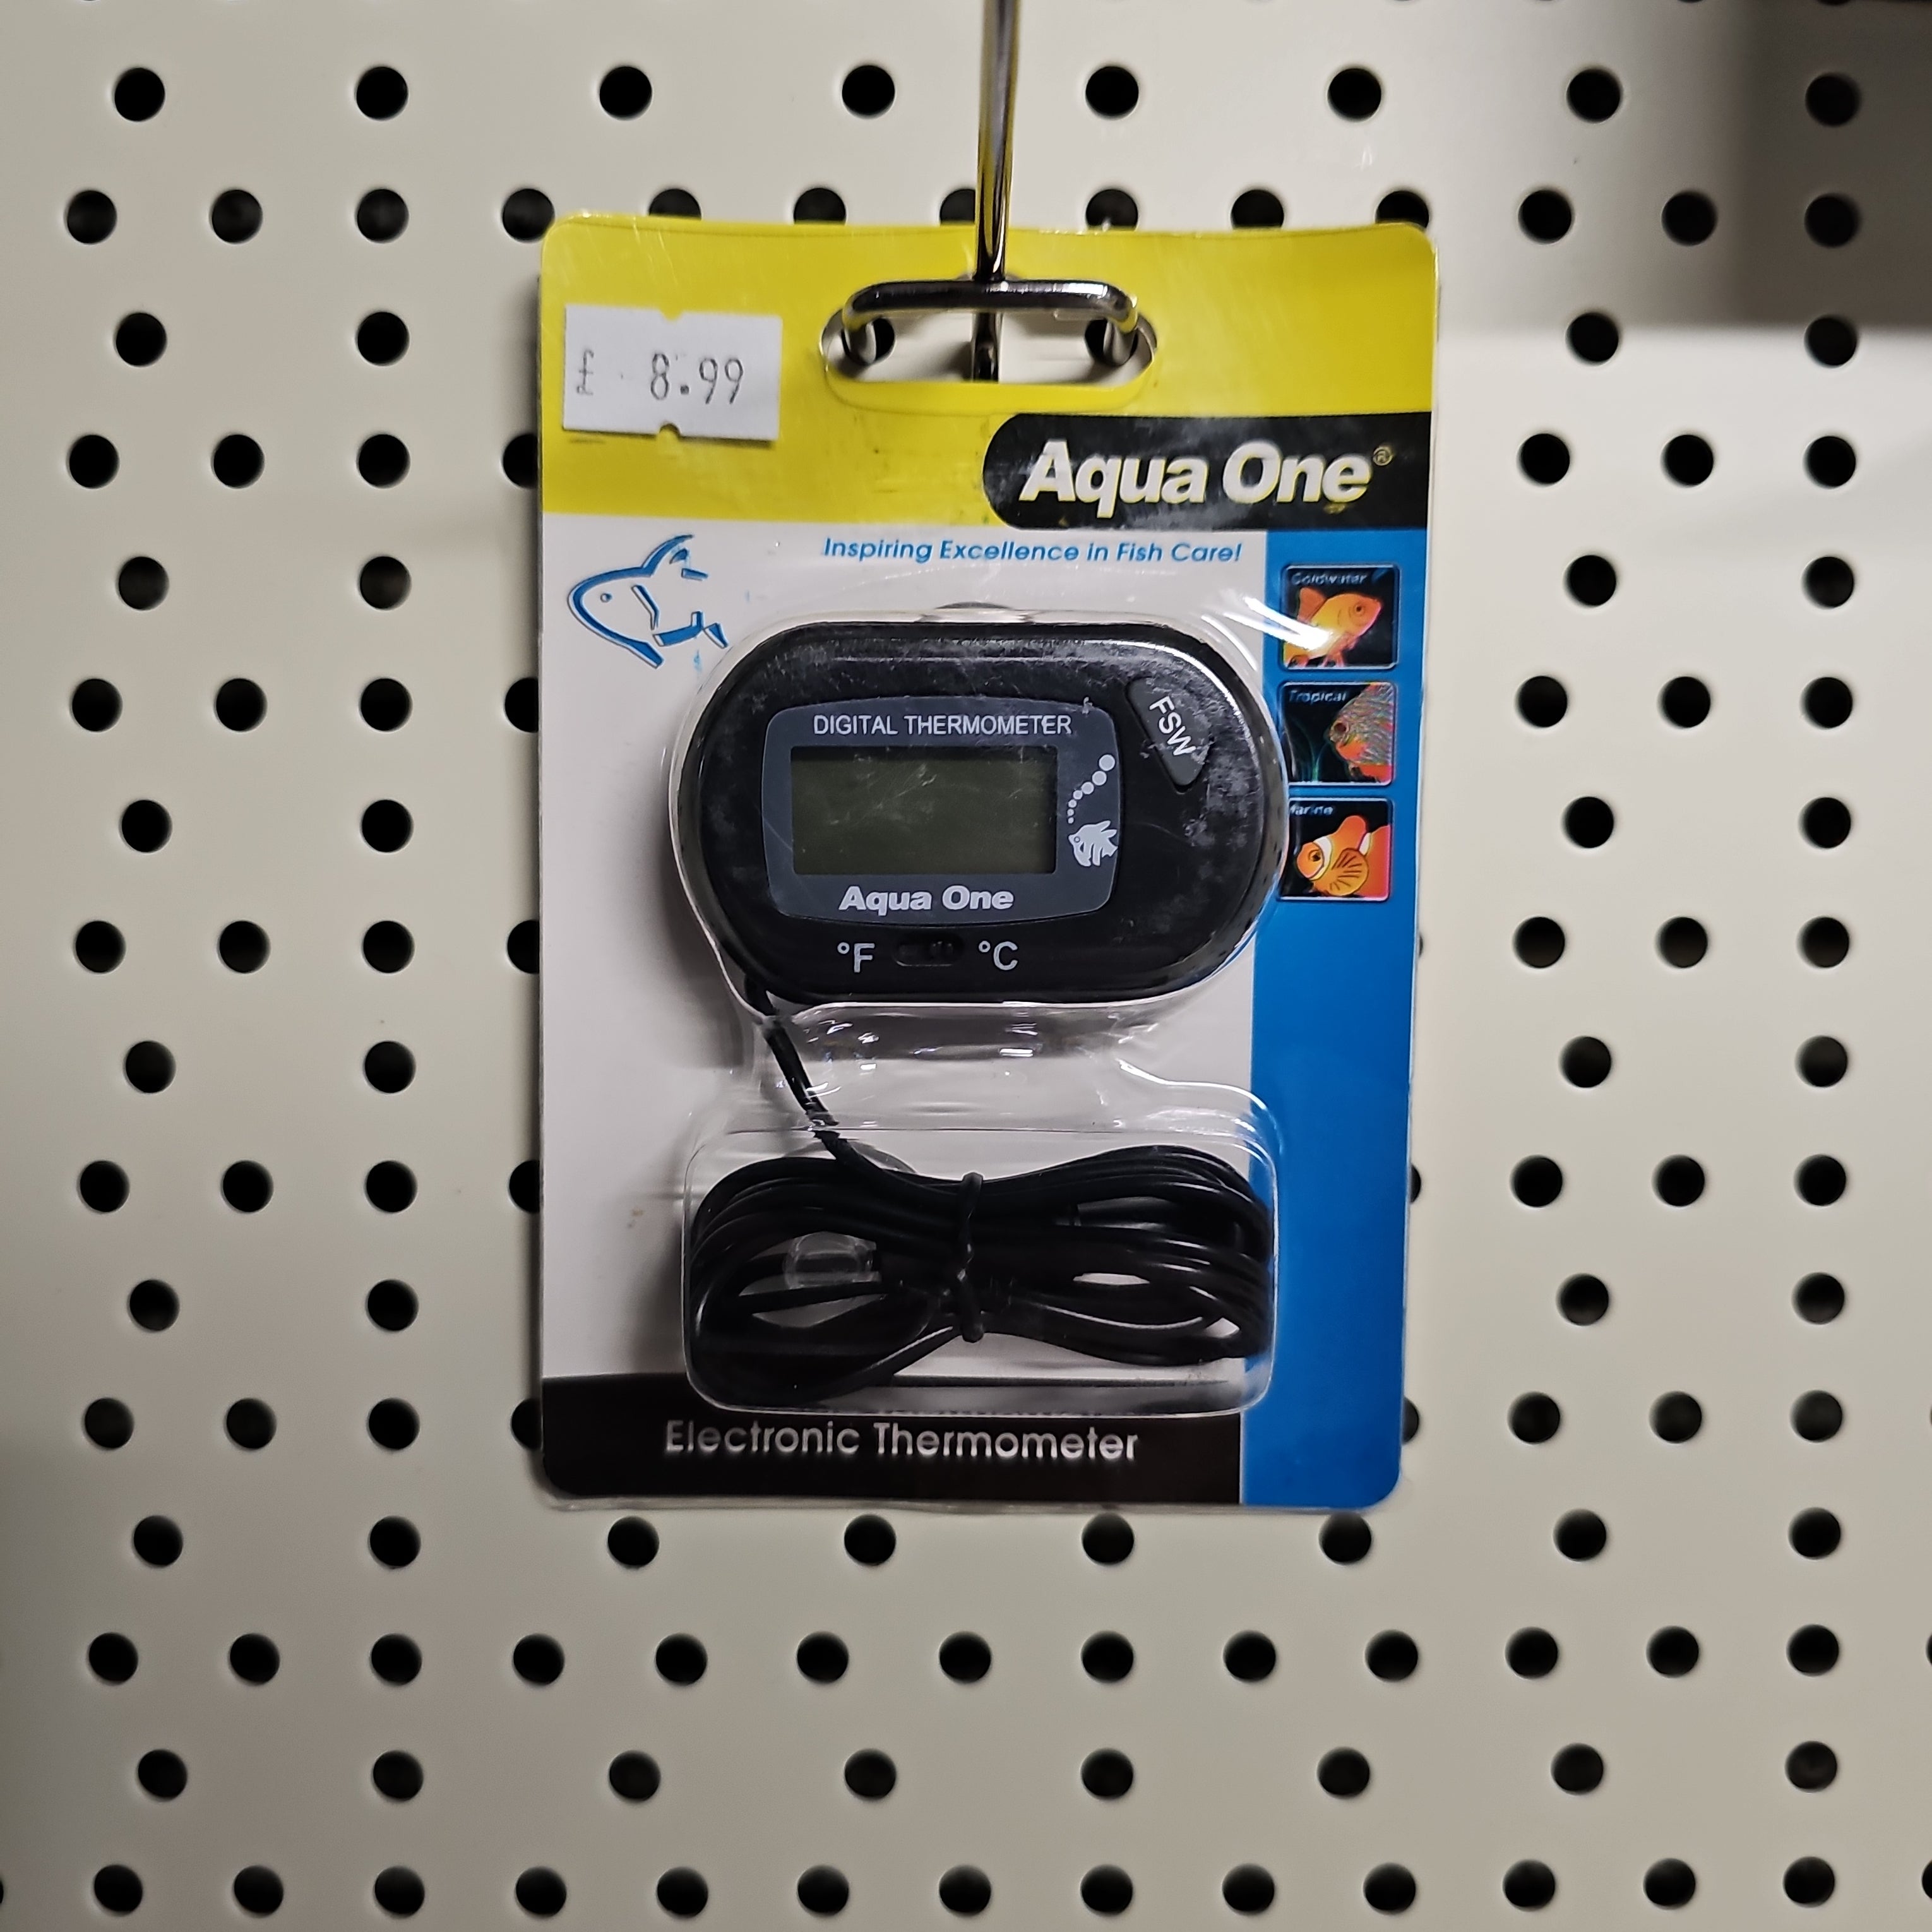 £ 8.99
Aqua One®
Inspiring Excellence in Fish Care!
Coldwater
Tropical
Marine
DIGITAL THERMOMETER
FSW
Aqua One
°F °C
Electronic Thermometer